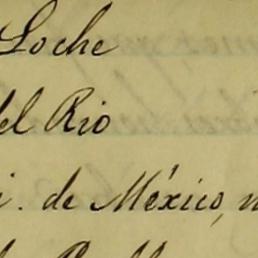 Loche
del Rio
i. de México,